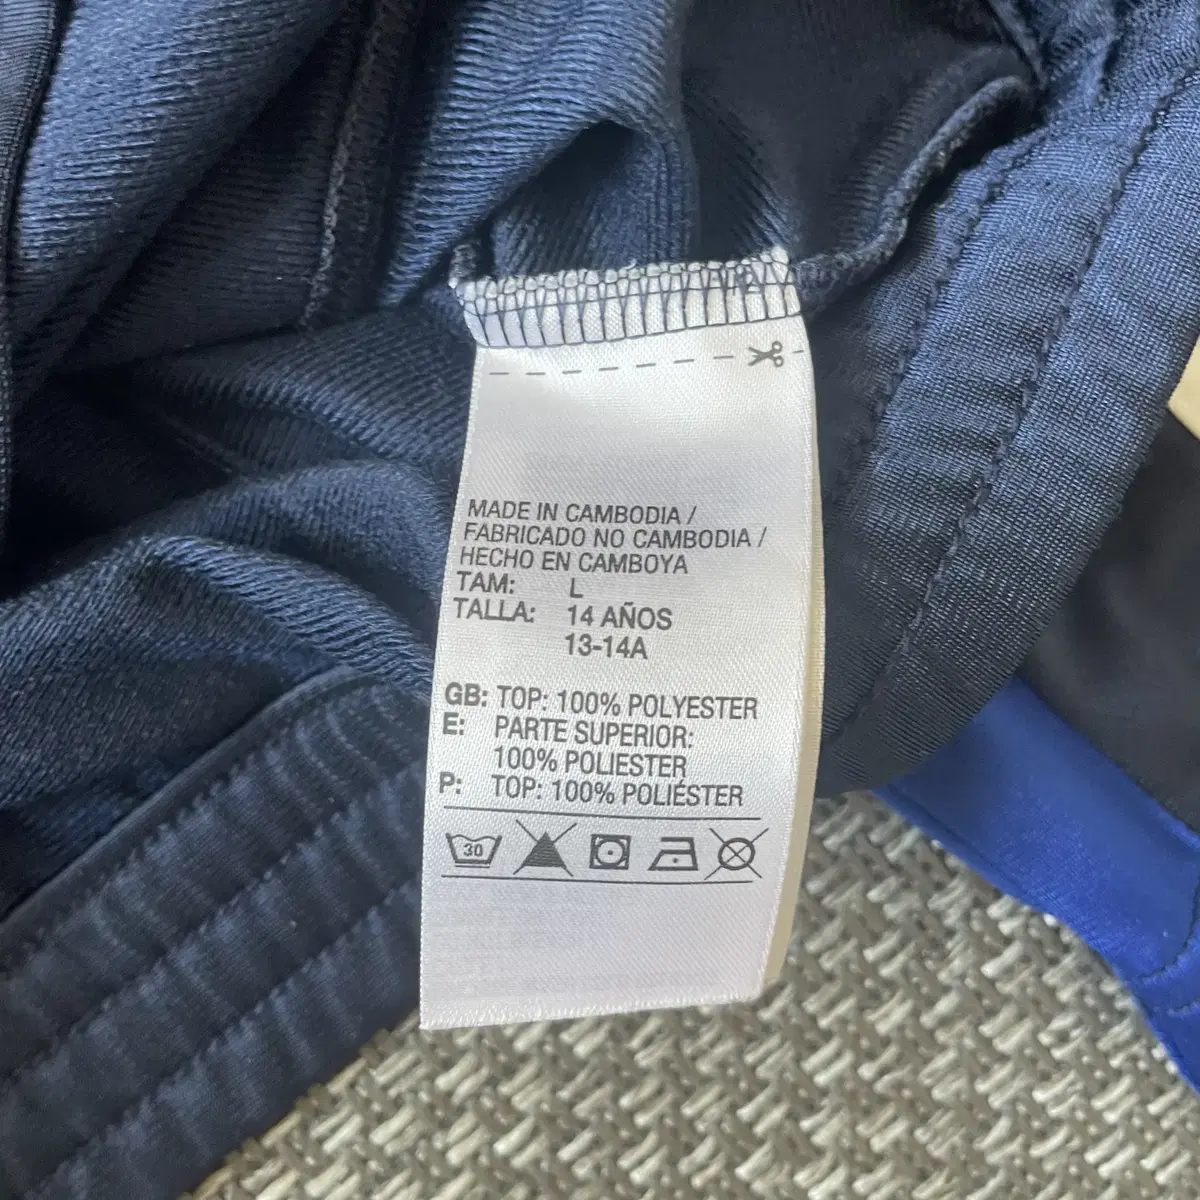 MADE IN CAMBODIA /
FABRICADO NO CAMBODIA /
HECHO EN CAMBOYA
TAM: L
TALLA: 14 AÑOS
13-14A
GB: TOP: 100% POLYESTER
E: PARTE SUPERIOR:
100% POLIESTER
P: TOP: 100% POLIÉSTER
30